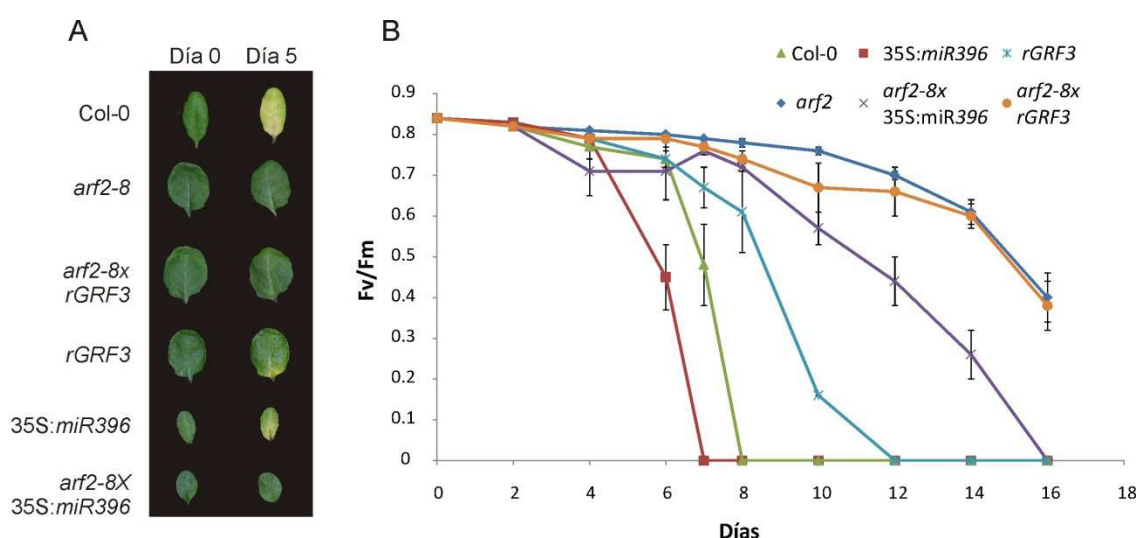 A
Día 0 Día 5
Col-0
arf2-8
arf2-8x
rGRF3
rGRF3
35S:miR396
arf2-8X
35S:miR396
B
Col-0 35S:miR396 rGRF3
arf2 arf2-8x arf2-8x
35S:miR396 rGRF3
Fv/Fm
0.9
0.8
0.7
0.6
0.5
0.4
0.3
0.2
0.1
0
0 2 4 6 8 10 12 14 16 18
Días